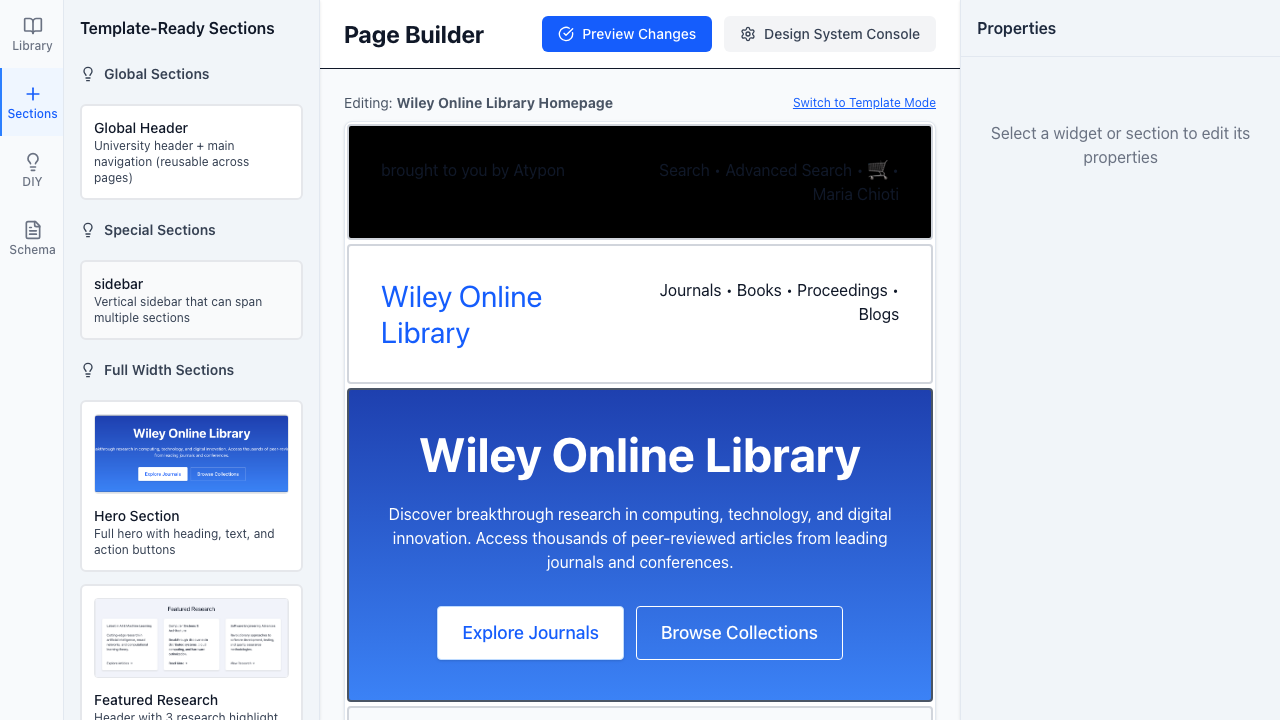 Library
Sections
DIY
Schema
Template-Ready Sections
Global Sections
Global Header
University header + main
navigation (reusable across
pages)
Special Sections
sidebar
Vertical sidebar that can span
multiple sections
Full Width Sections
Wiley Online Library
from leading journals and conferences.
Explore Journals
Browse Collections
Hero Section
Full hero with heading, text, and
action buttons
Featured Research
Featured Research
Header with 3 research highlight
Page Builder
Preview Changes
Design System Console
Editing: Wiley Online Library Homepage
Switch to Template Mode
brought to you by Atypon
Search • Advanced Search • 🛒 •
Maria Chioti
Wiley Online
Library
Journals • Books • Proceedings •
Blogs
Wiley Online Library
Discover breakthrough research in computing, technology, and digital
innovation. Access thousands of peer-reviewed articles from leading
journals and conferences.
Explore Journals
Browse Collections
Properties
Select a widget or section to edit its
properties